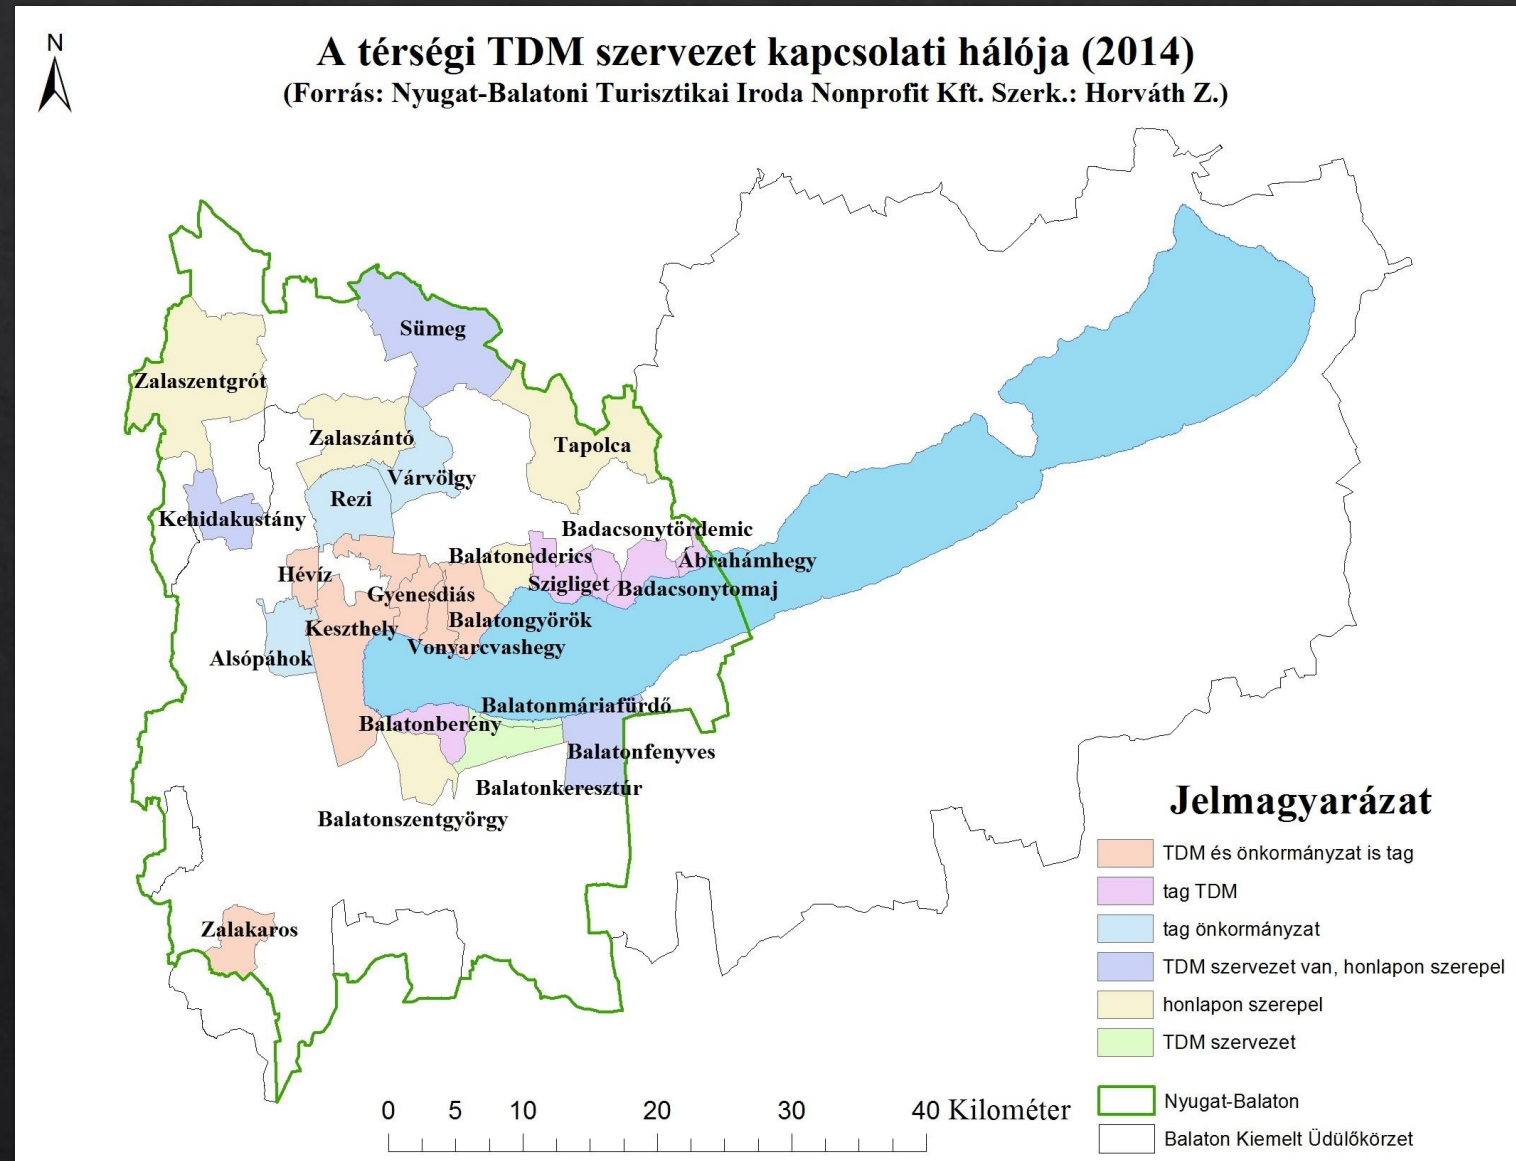 N
A térségi TDM szervezet kapcsolati hálója (2014)
(Forrás: Nyugat-Balatoni Turisztikai Iroda Nonprofit Kft. Szerk.: Horváth Z.)
Sümeg
Zalaszentgrót
Zalaszántó
Tapolca
Várvölgy
Rezi
Kehidakustány
Badacsonytördemic
Balatonederics
Ábrahámhegy
Hévíz
Szigliget
Badacsonytomaj
Gyenesdiás
Balatongyörök
Keszthely
Vonyarcvashegy
Alsópáhok
Balatonmáriafürdő
Balatonberény
Balatonfenyves
Balatonkeresztúr
Balatonszentgyörgy
Zalakaros
Jelmagyarázat
TDM és önkormányzat is tag
tag TDM
tag önkormányzat
TDM szervezet van, honlapon szerepel
honlapon szerepel
TDM szervezet
Nyugat-Balaton
Balaton Kiemelt Üdülőkörzet
0 5 10 20 30 40 Kilométer